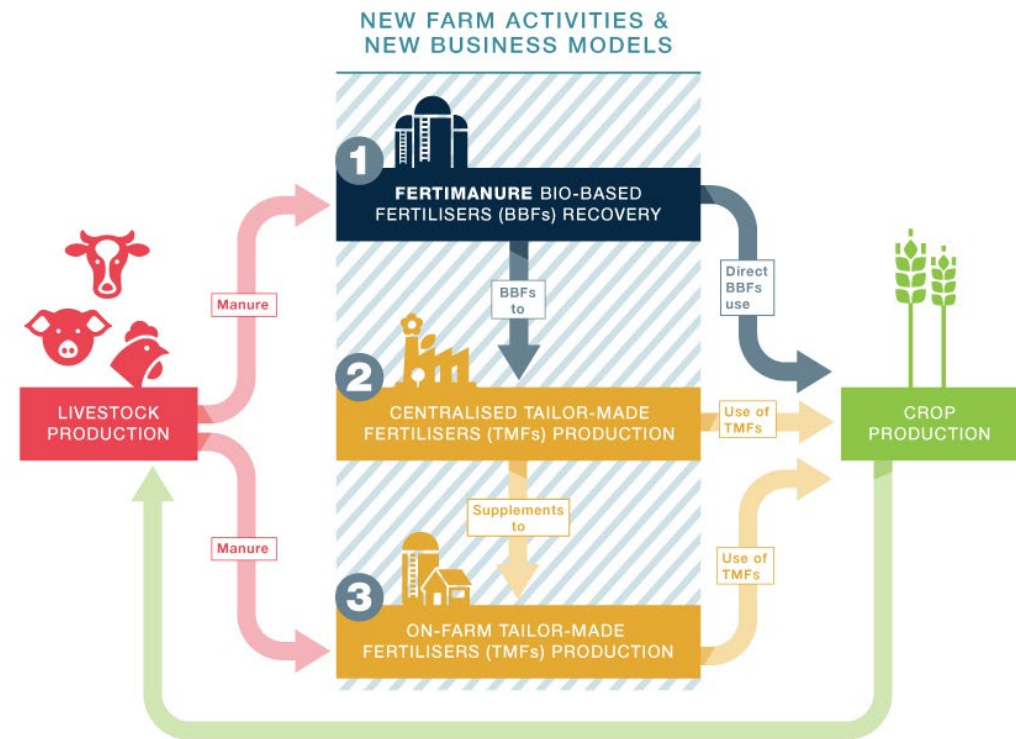 NEW FARM ACTIVITIES &
NEW BUSINESS MODELS
1
FERTIMANURE BIO-BASED
FERTILISERS (BBFs) RECOVERY
Manure
BBFs
to
Direct
BBFs
use
LIVESTOCK
PRODUCTION
2
CENTRALISED TAILOR-MADE
FERTILISERS (TMFs) PRODUCTION
Use of
TMFs
CROP
PRODUCTION
Manure
Supplements
to
Use of
TMFs
3
ON-FARM TAILOR-MADE
FERTILISERS (TMFs) PRODUCTION